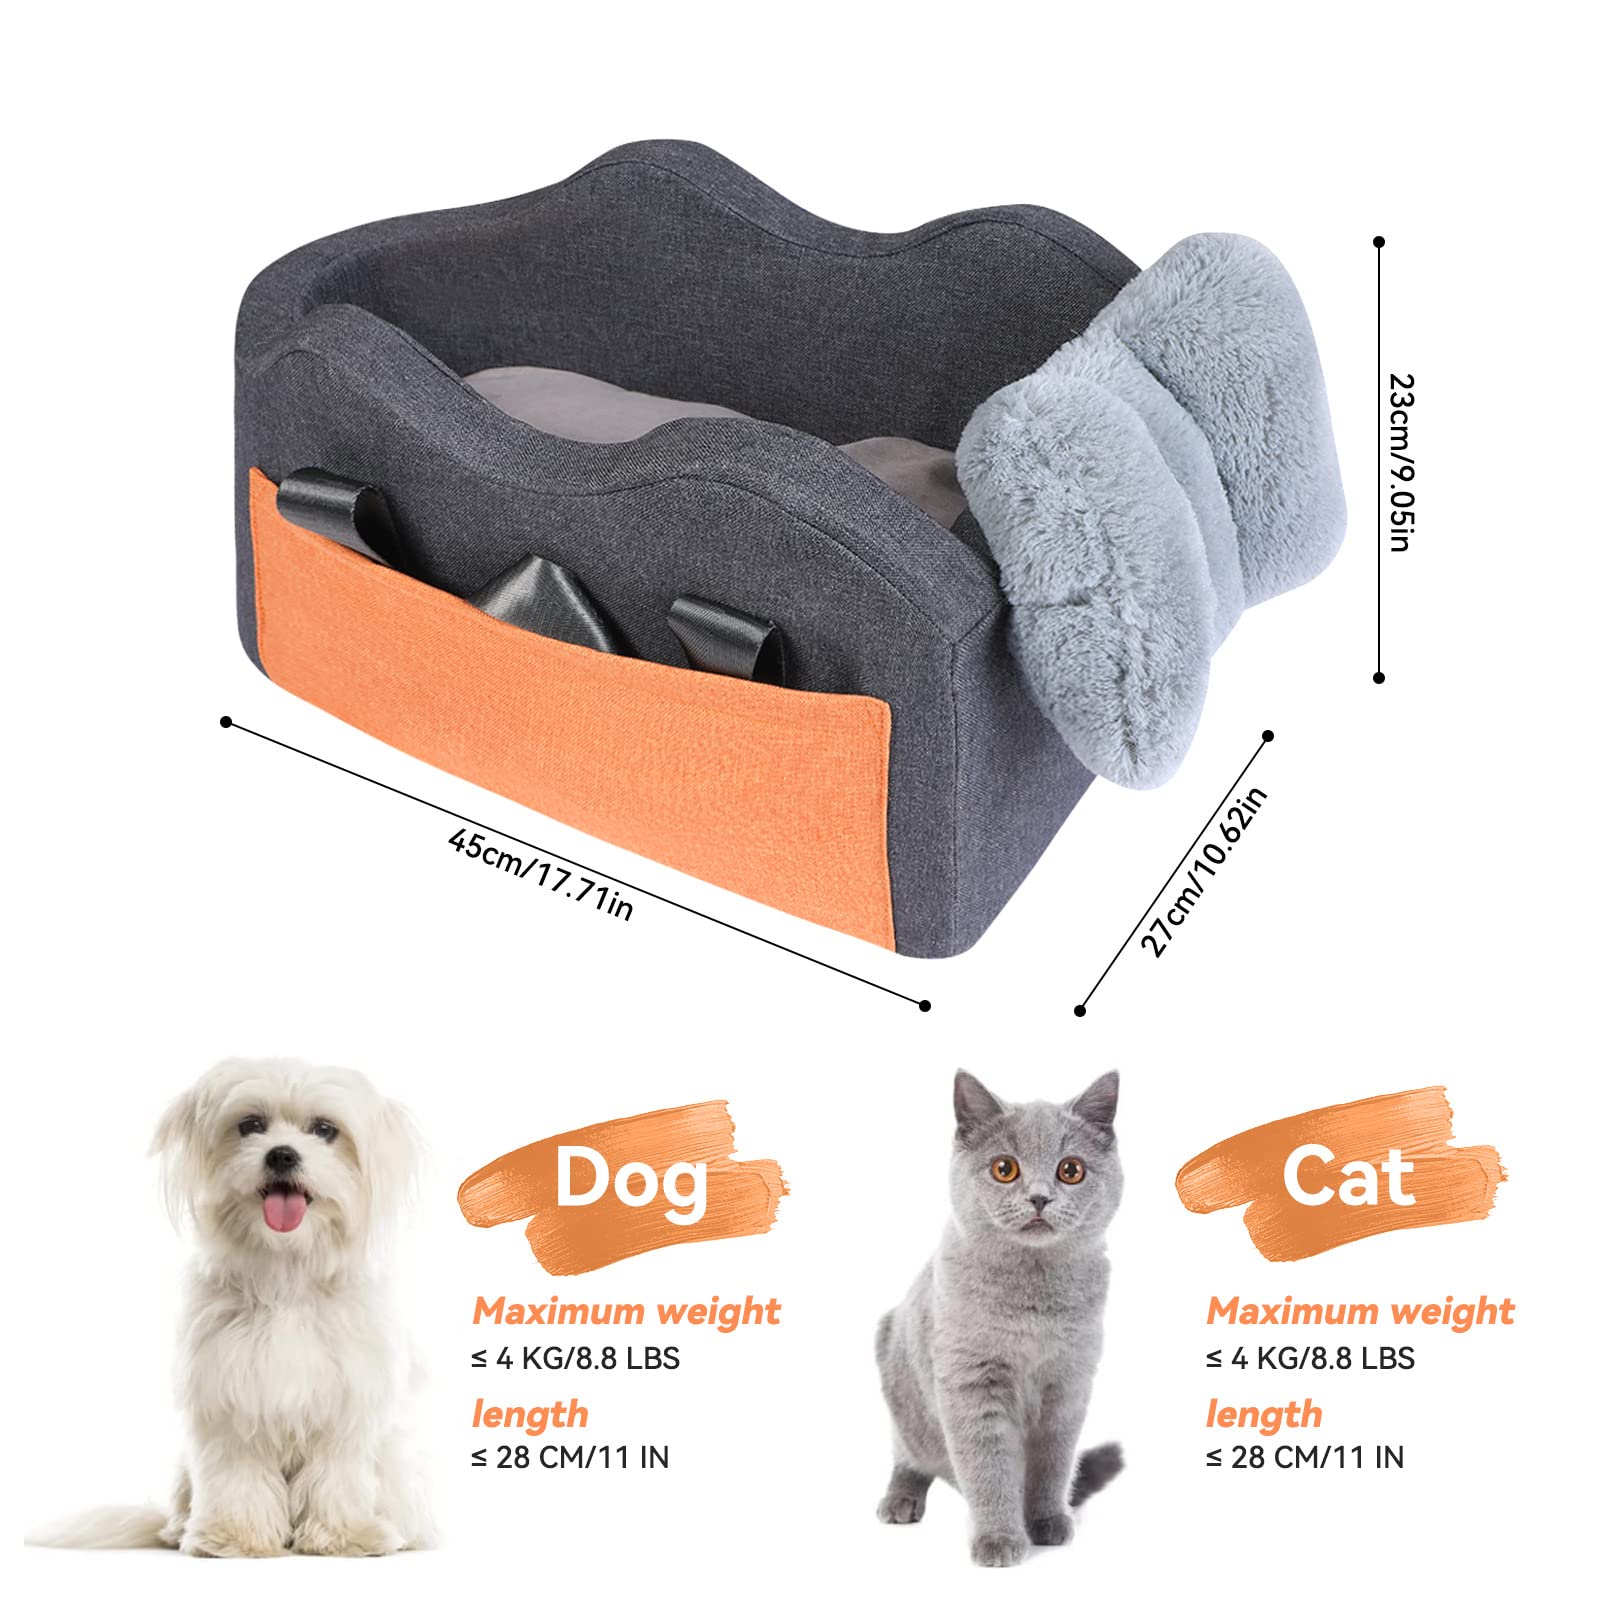 23cm/9.05in
45cm/17.71in
27cm/10.62in
Dog
Maximum weight
≤ 4 KG/8.8 LBS
length
≤ 28 CM/11 IN
Cat
Maximum weight
≤ 4 KG/8.8 LBS
length
≤ 28 CM/11 IN